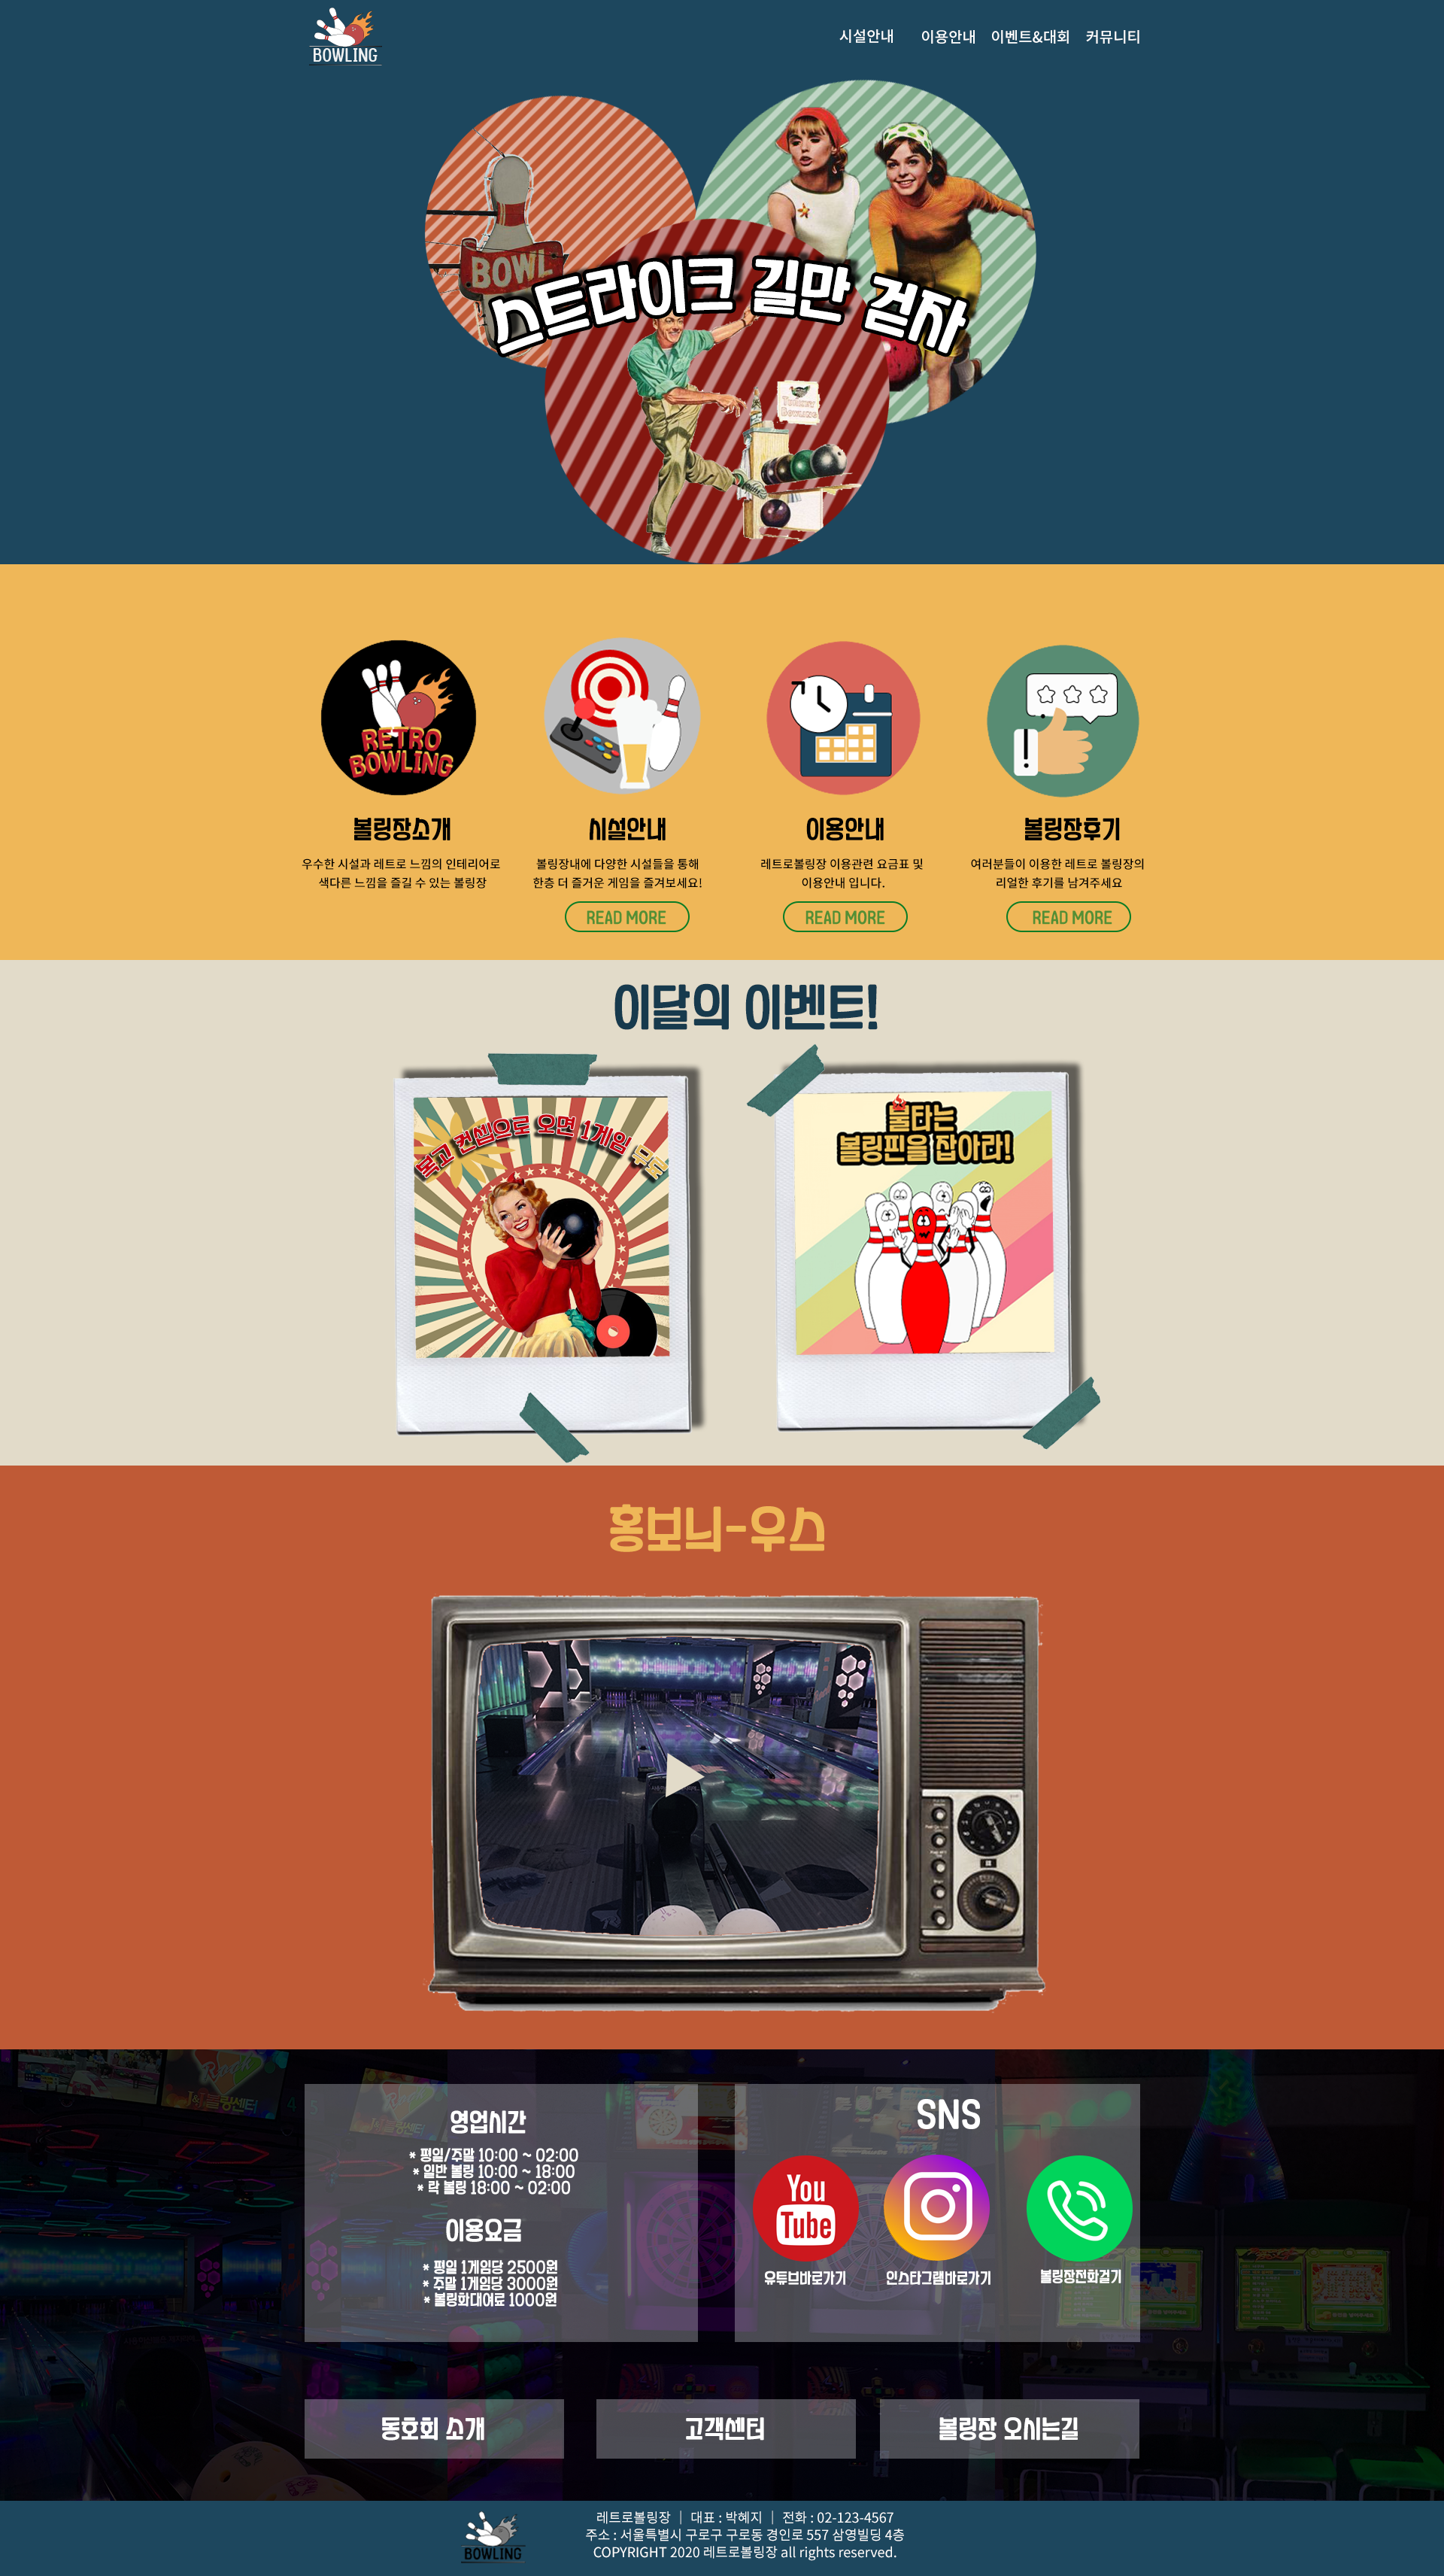 BOWLING
시설안내 이용안내 이벤트&대회 커뮤니티
BOWL
스트라이크 길만 걷자
RETRO
BOWLING
볼링장소개
우수한 시설과 레트로 느낌의 인테리어로
색다른 느낌을 즐길 수 있는 볼링장
시설안내
볼링장내에 다양한 시설들을 통해
한층 더 즐거운 게임을 즐겨보세요!
READ MORE
이용안내
레트로볼링장 이용관련 요금표 및
이용안내 입니다.
READ MORE
볼링장후기
여러분들이 이용한 레트로 볼링장의
리얼한 후기를 남겨주세요
READ MORE
이달의 이벤트!
복고 컨셉으로 오면 1게임 무료
불타는
볼링핀을 잡아라!
홍보늬-우스
영업시간
* 평일/주말 10:00 ~ 02:00
* 일반 볼링 10:00 ~ 18:00
* 락 볼링 18:00 ~ 02:00
이용요금
* 평일 1게임당 2500원
* 주말 1게임당 3000원
* 볼링화대여료 1000원
SNS
You
Tube
유튜브바로가기
인스타그램바로가기
볼링장전화걸기
동호회 소개
고객센터
볼링장 오시는길
BOWLING
레트로볼링장 | 대표 : 박혜지 | 전화 : 02-123-4567
주소 : 서울특별시 구로구 구로동 경인로 557 삼영빌딩 4층
COPYRIGHT 2020 레트로볼링장 all rights reserved.